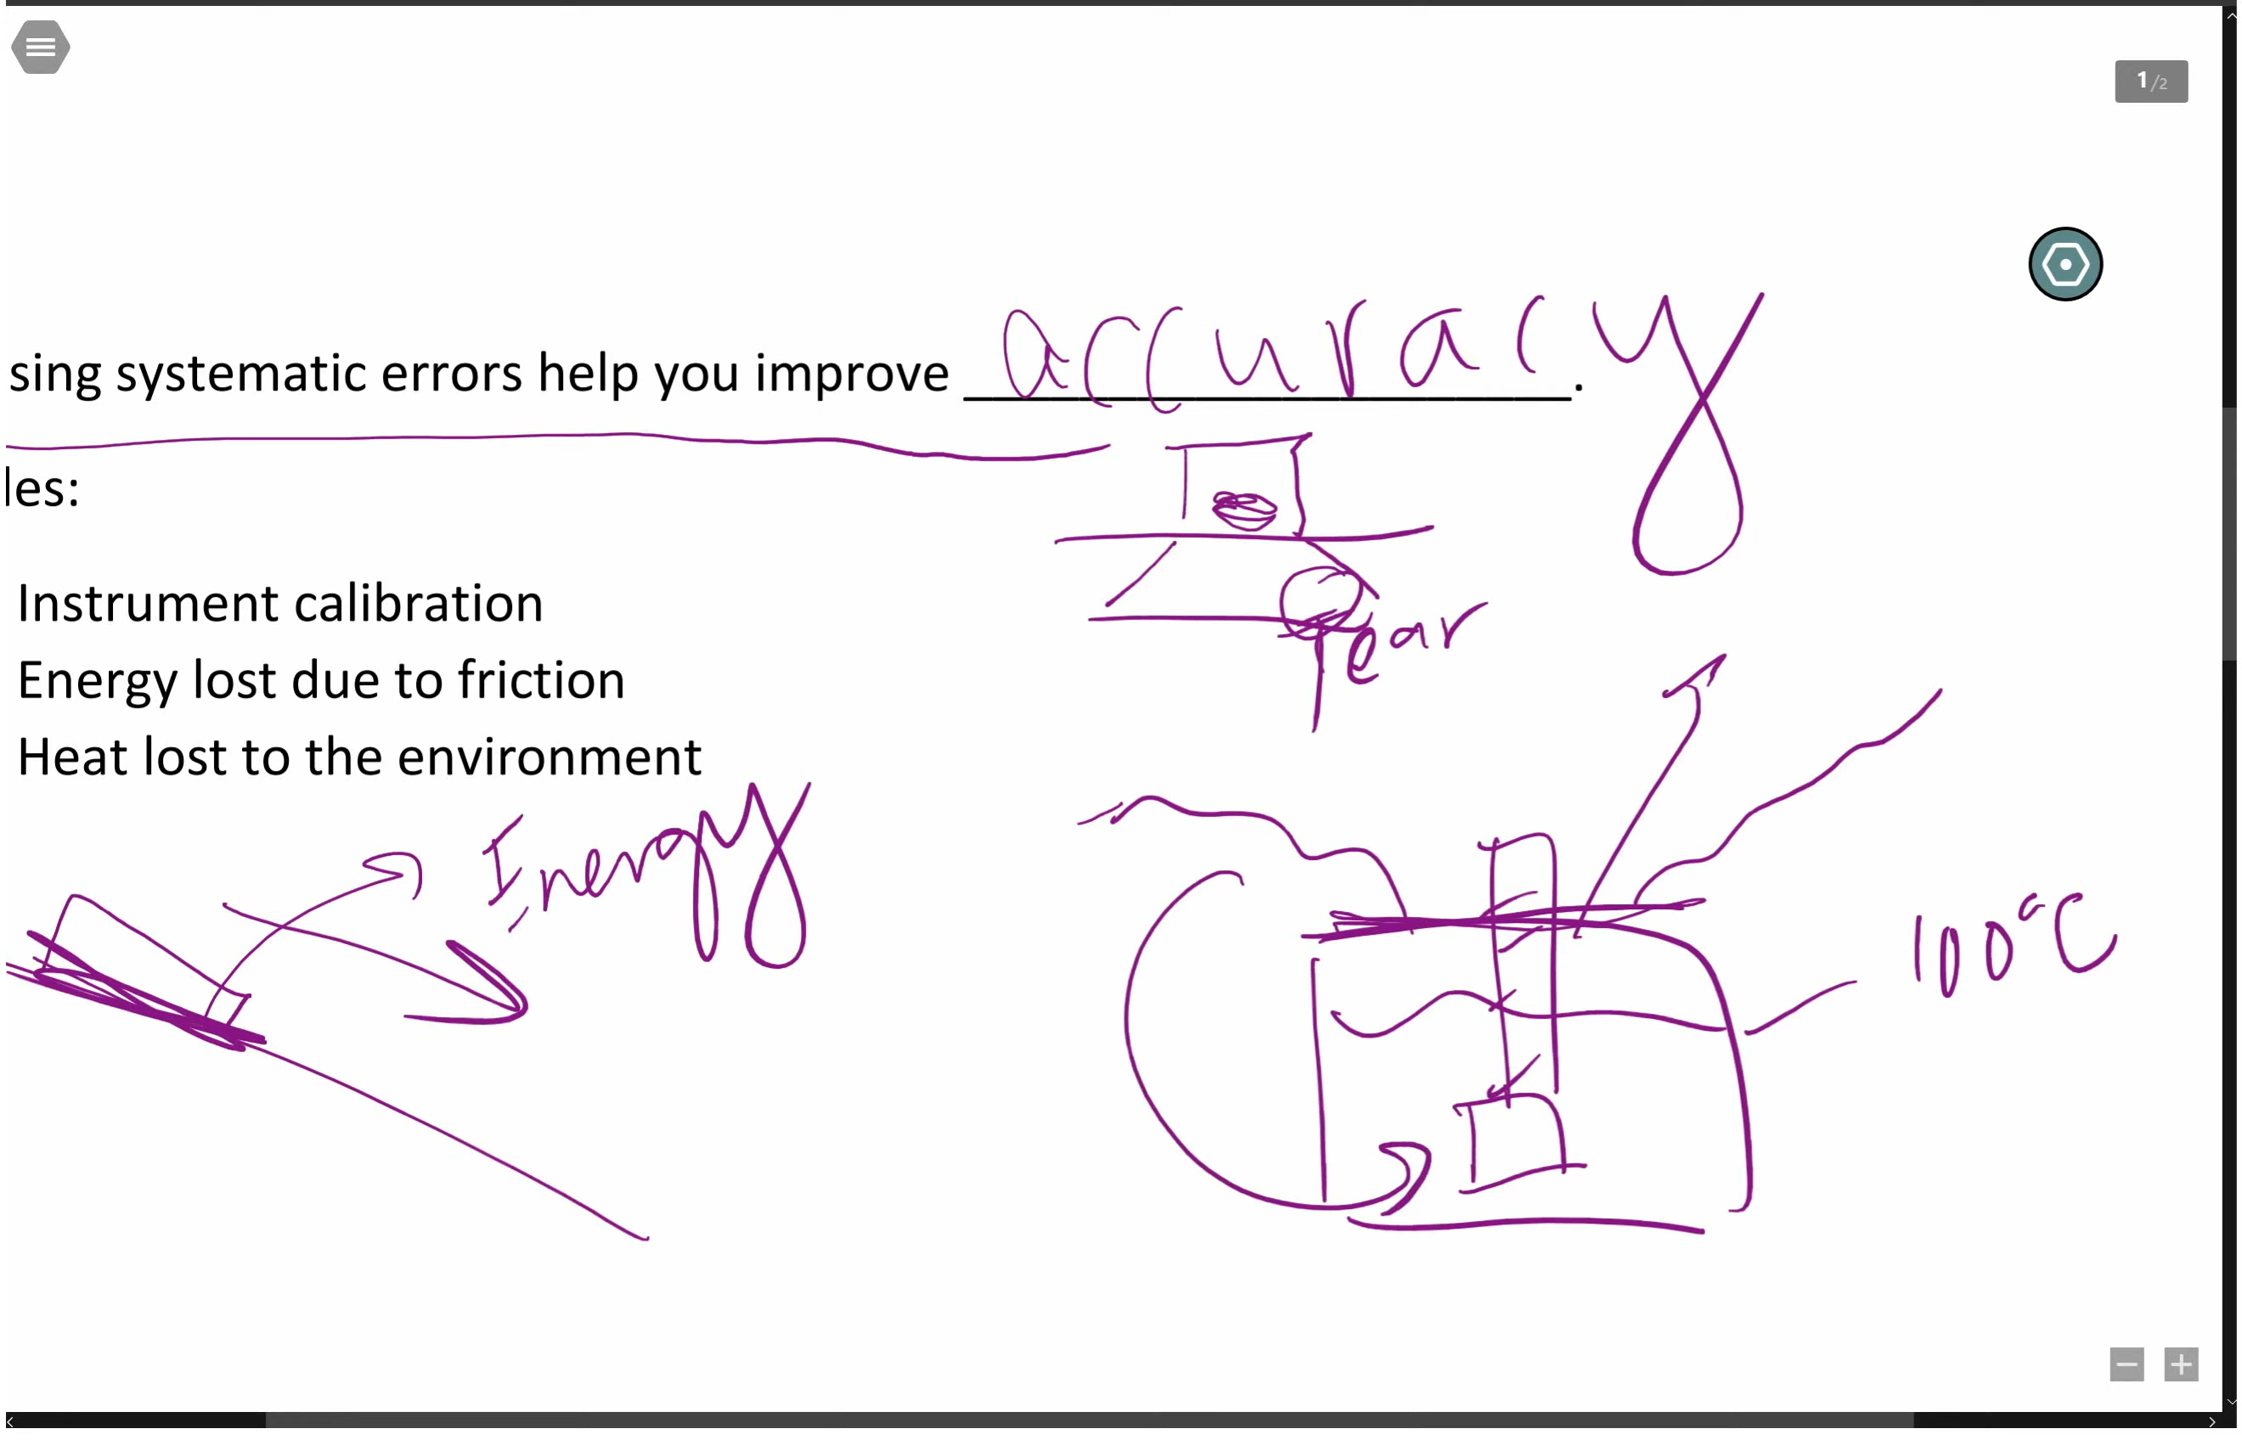 1/2
sing systematic errors help you improve accuracy.
les:
Instrument calibration
Energy lost due to friction
Heat lost to the environment
Tear
Energy
100°C